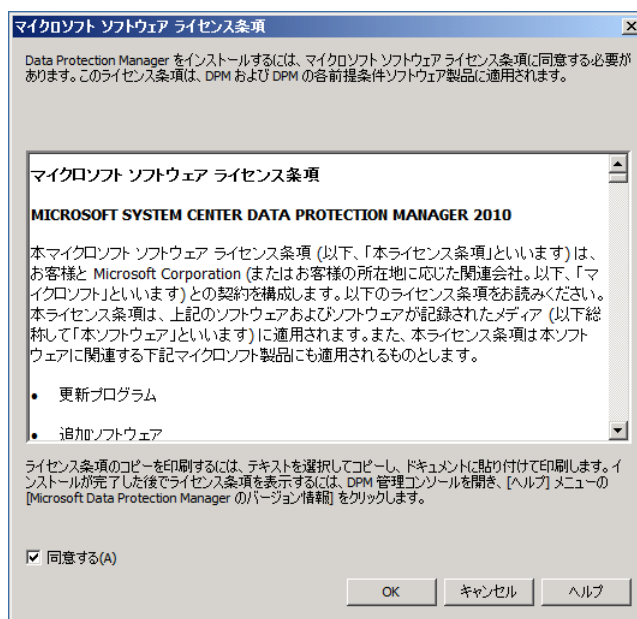 マイクロソフト ソフトウェア ライセンス条項
Data Protection Manager をインストールするには、マイクロソフト ソフトウェア ライセンス条項に同意する必要が
あります。このライセンス条項は、DPM および DPM の各前提条件ソフトウェア製品に適用されます。
マイクロソフト ソフトウェア ライセンス条項
MICROSOFT SYSTEM CENTER DATA PROTECTION MANAGER 2010
本マイクロソフト ソフトウェア ライセンス条項 (以下、「本ライセンス条項」といいます) は、
お客様と Microsoft Corporation (またはお客様の所在地に応じた関連会社。以下、「マ
イクロソフト」といいます) との契約を構成します。以下のライセンス条項をお読みください。
本ライセンス条項は、上記のソフトウェアおよびソフトウェアが記録されたメディア (以下総
称して「本ソフトウェア」といいます) に適用されます。また、本ライセンス条項は本ソフト
ウェアに関連する下記マイクロソフト製品にも適用されるものとします。
• 更新プログラム
• 追加ソフトウェア
ライセンス条項のコピーを印刷するには、テキストを選択してコピーし、ドキュメントに貼り付けて印刷します。イ
ンストールが完了した後でライセンス条項を表示するには、DPM 管理コンソールを開き、[ヘルプ] メニューの
[Microsoft Data Protection Manager のバージョン情報] をクリックします。
同意する(A)
OK キャンセル ヘルプ